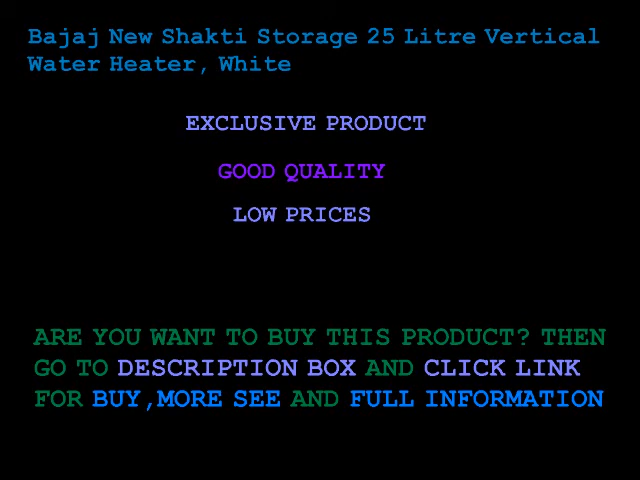 Bajaj New Shakti Storage 25 Litre Vertical
Water Heater, White
EXCLUSIVE PRODUCT
GOOD QUALITY
LOW PRICES
ARE YOU WANT TO BUY THIS PRODUCT? THEN
GO TO DESCRIPTION BOX AND CLICK LINK
FOR BUY,MORE SEE AND FULL INFORMATION